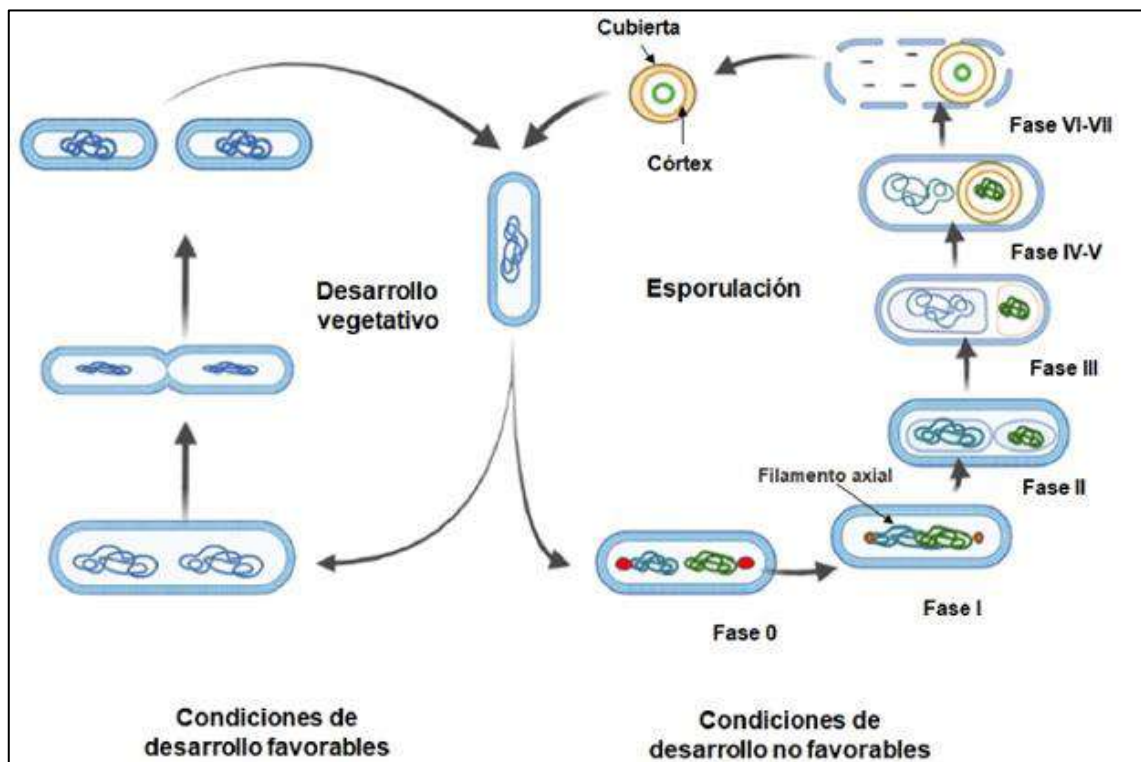 Cubierta
Córtex
Fase VI-VII
Fase IV-V
Desarrollo
vegetativo
Esporulación
Fase III
Filamento axial
Fase II
Fase I
Fase 0
Condiciones de
desarrollo favorables
Condiciones de
desarrollo no favorables